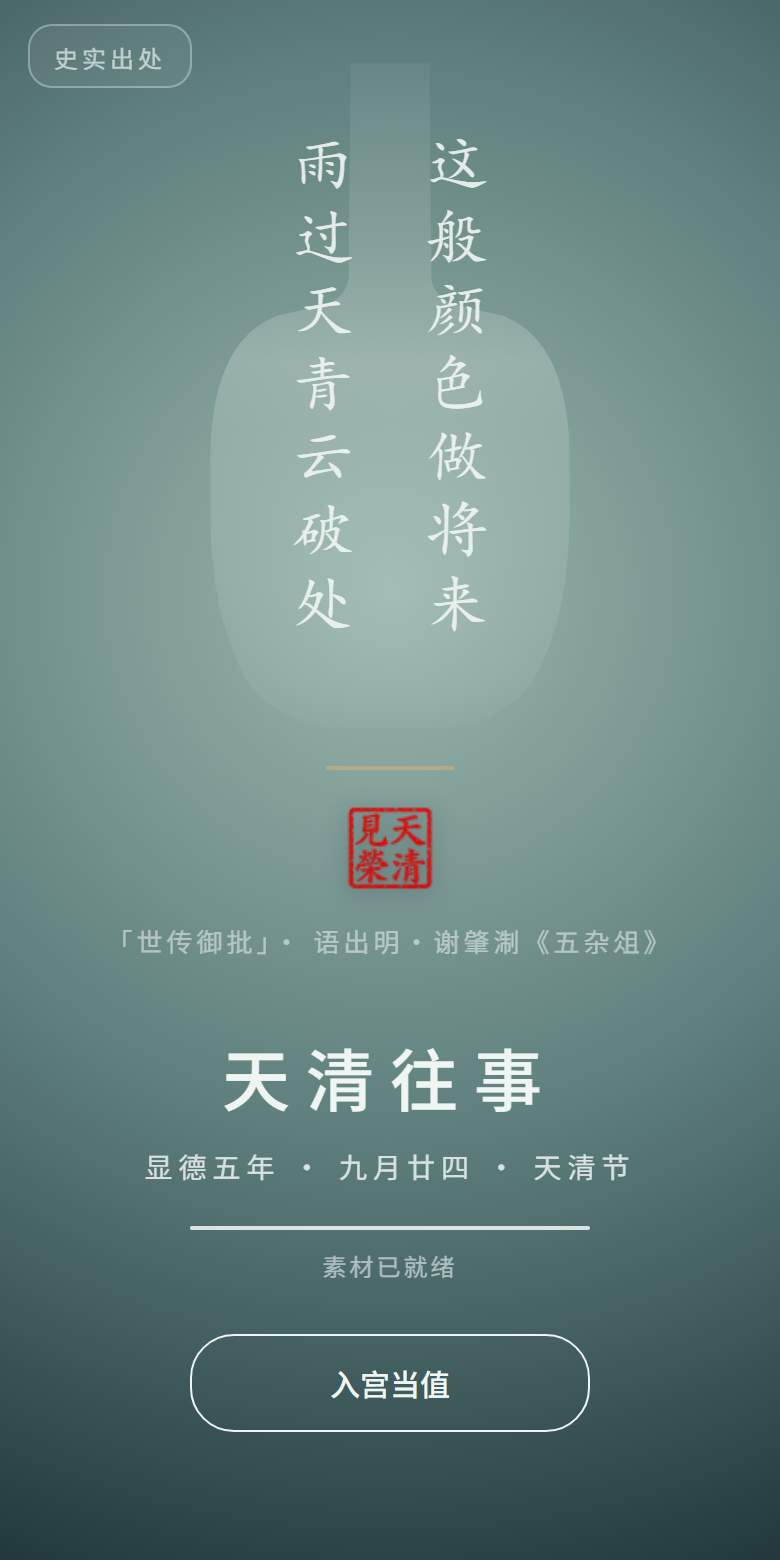 史实出处
雨过天青云破处
这般颜色做将来
天清
見榮
「世传御批」· 语出明·谢肇淛《五杂俎》
天清往事
显德五年 · 九月廿四 · 天清节
素材已就绪
入宫当值